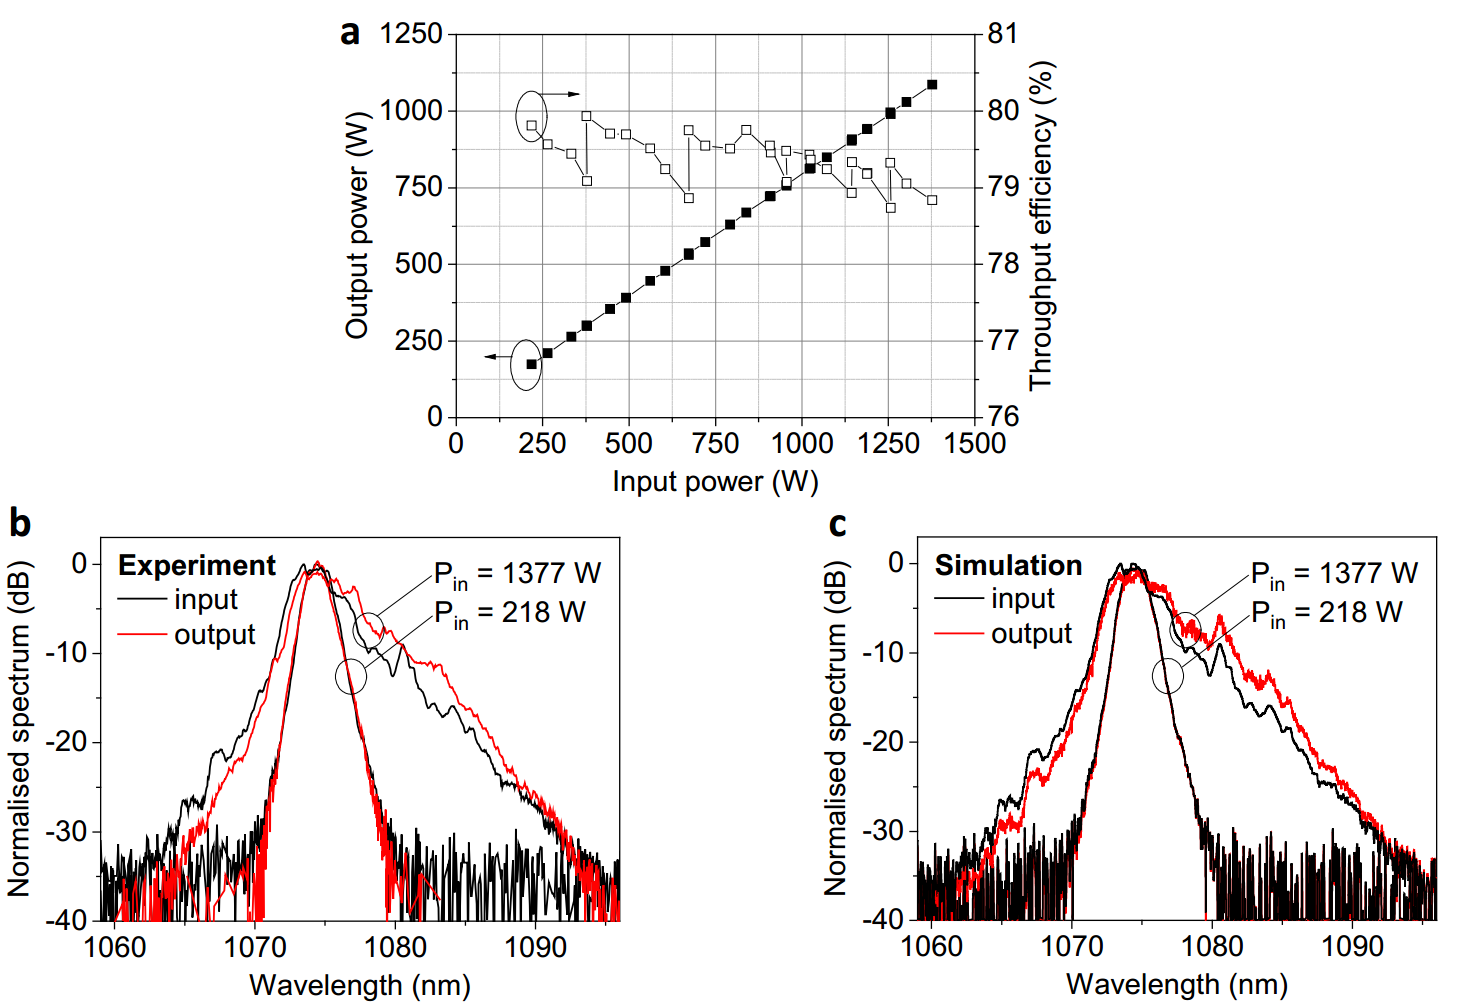 a
1250
1000
750
500
250
0
Output power (W)
81
80
79
78
77
76
Throughput efficiency (%)
0 250 500 750 1000 1250 1500
Input power (W)
b
Experiment
input
output
Pin = 1377 W
Pin = 218 W
0
-10
-20
-30
-40
Normalised spectrum (dB)
1060 1070 1080 1090
Wavelength (nm)
c
Simulation
input
output
Pin = 1377 W
Pin = 218 W
0
-10
-20
-30
-40
Normalised spectrum (dB)
1060 1070 1080 1090
Wavelength (nm)